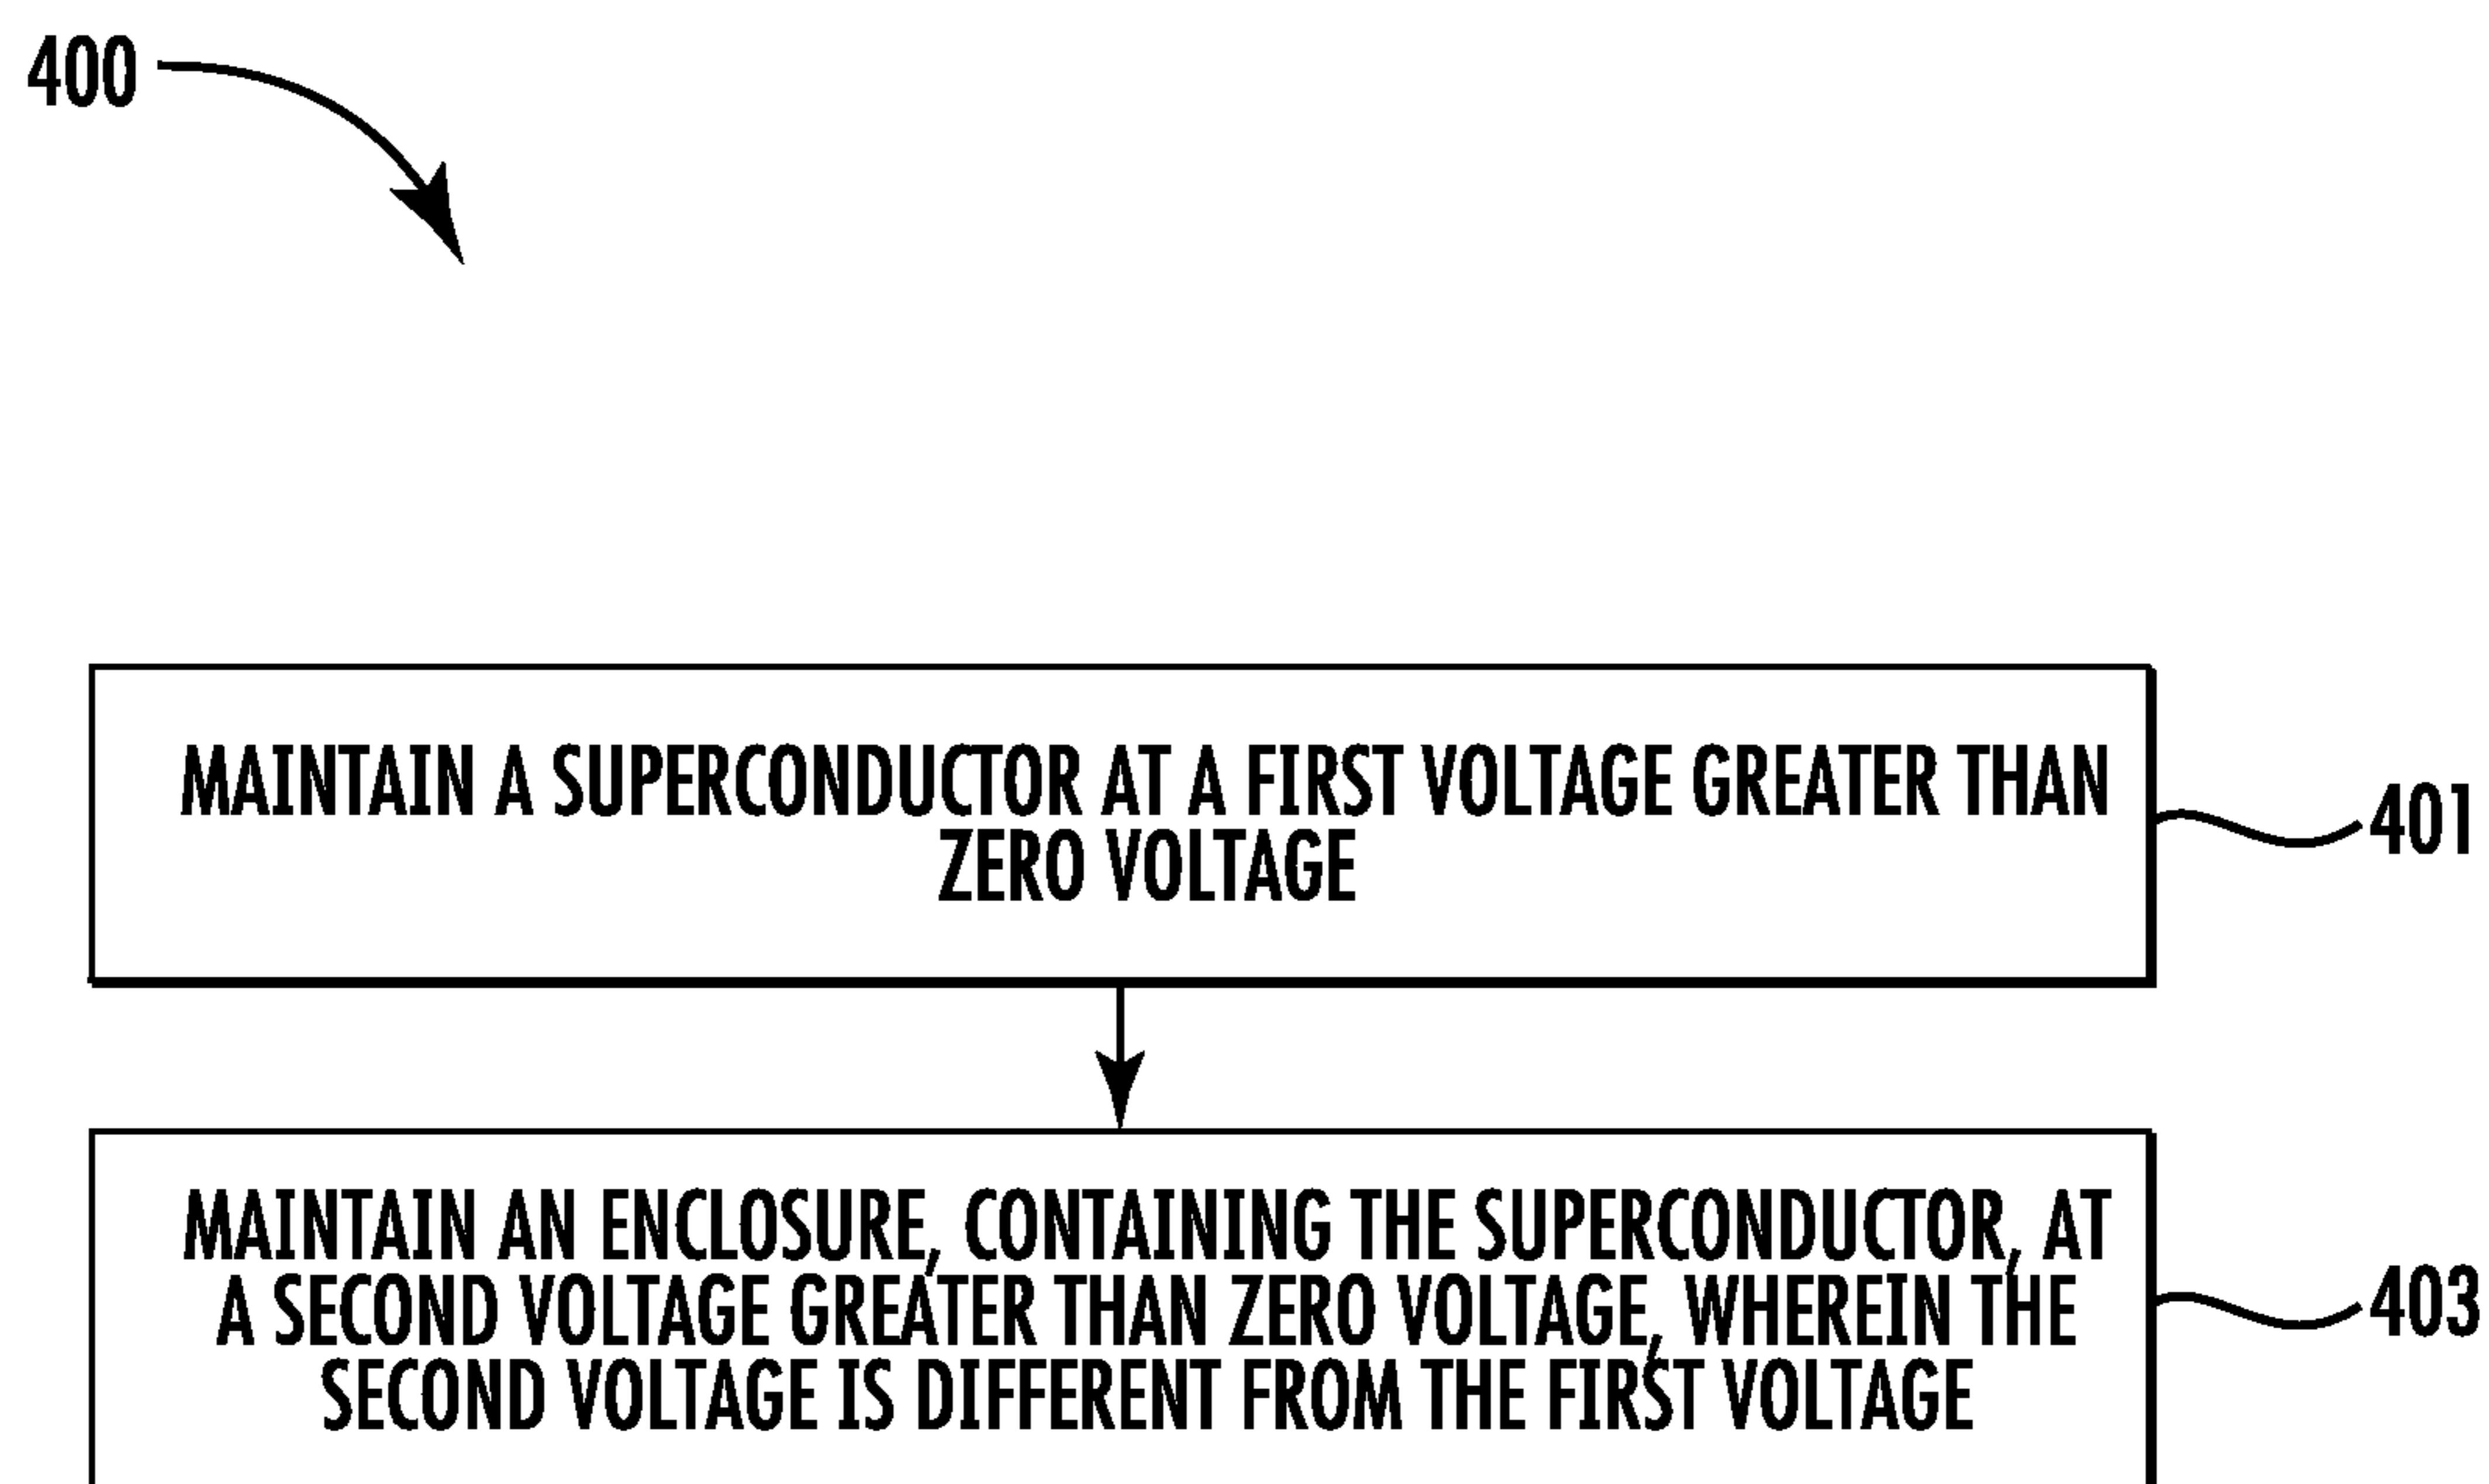 400
MAINTAIN A SUPERCONDUCTOR AT A FIRST VOLTAGE GREATER THAN
ZERO VOLTAGE
401
MAINTAIN AN ENCLOSURE, CONTAINING THE SUPERCONDUCTOR, AT
A SECOND VOLTAGE GREATER THAN ZERO VOLTAGE, WHEREIN THE
SECOND VOLTAGE IS DIFFERENT FROM THE FIRST VOLTAGE
403